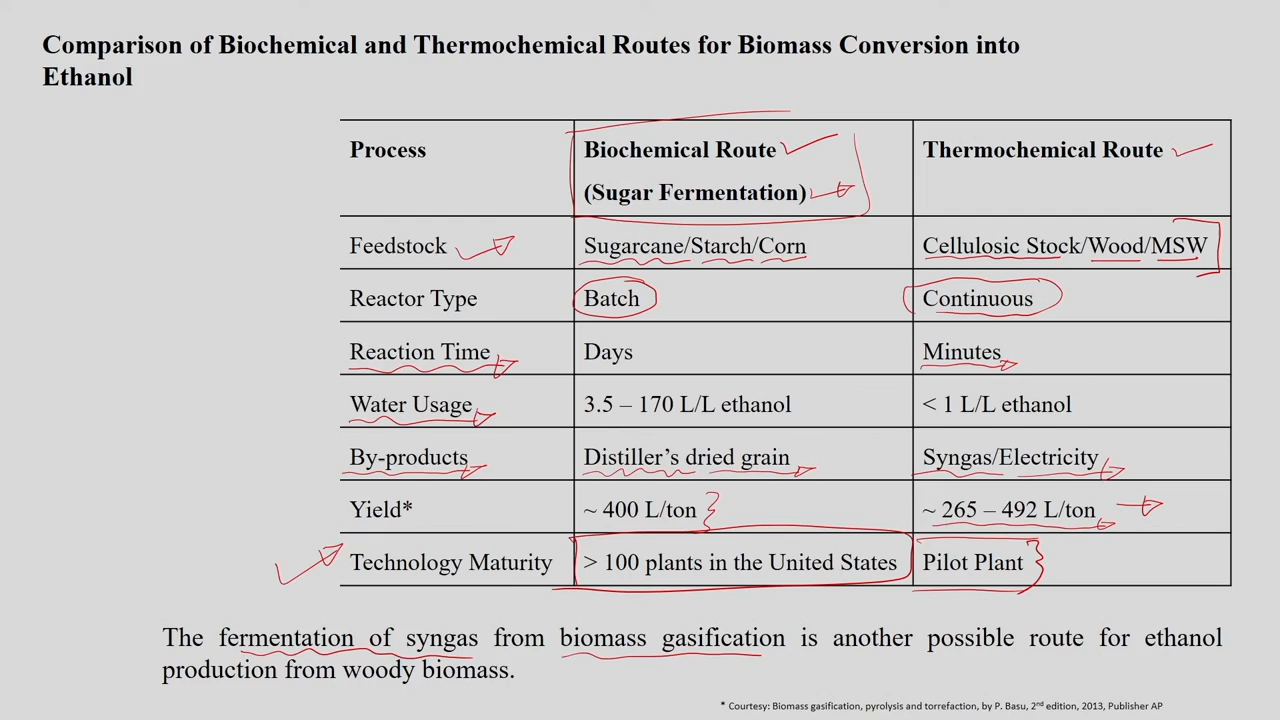 Comparison of Biochemical and Thermochemical Routes for Biomass Conversion into
Ethanol
Process Biochemical Route Thermochemical Route
(Sugar Fermentation)
Feedstock Sugarcane/Starch/Corn Cellulosic Stock/Wood/MSW
Reactor Type Batch Continuous
Reaction Time Days Minutes
Water Usage 3.5 – 170 L/L ethanol < 1 L/L ethanol
By-products Distiller’s dried grain Syngas/Electricity
Yield* ~ 400 L/ton ~ 265 – 492 L/ton
Technology Maturity > 100 plants in the United States Pilot Plant
The fermentation of syngas from biomass gasification is another possible route for ethanol
production from woody biomass.
* Courtesy: Biomass gasification, pyrolysis and torrefaction, by P. Basu, 2nd edition, 2013, Publisher AP